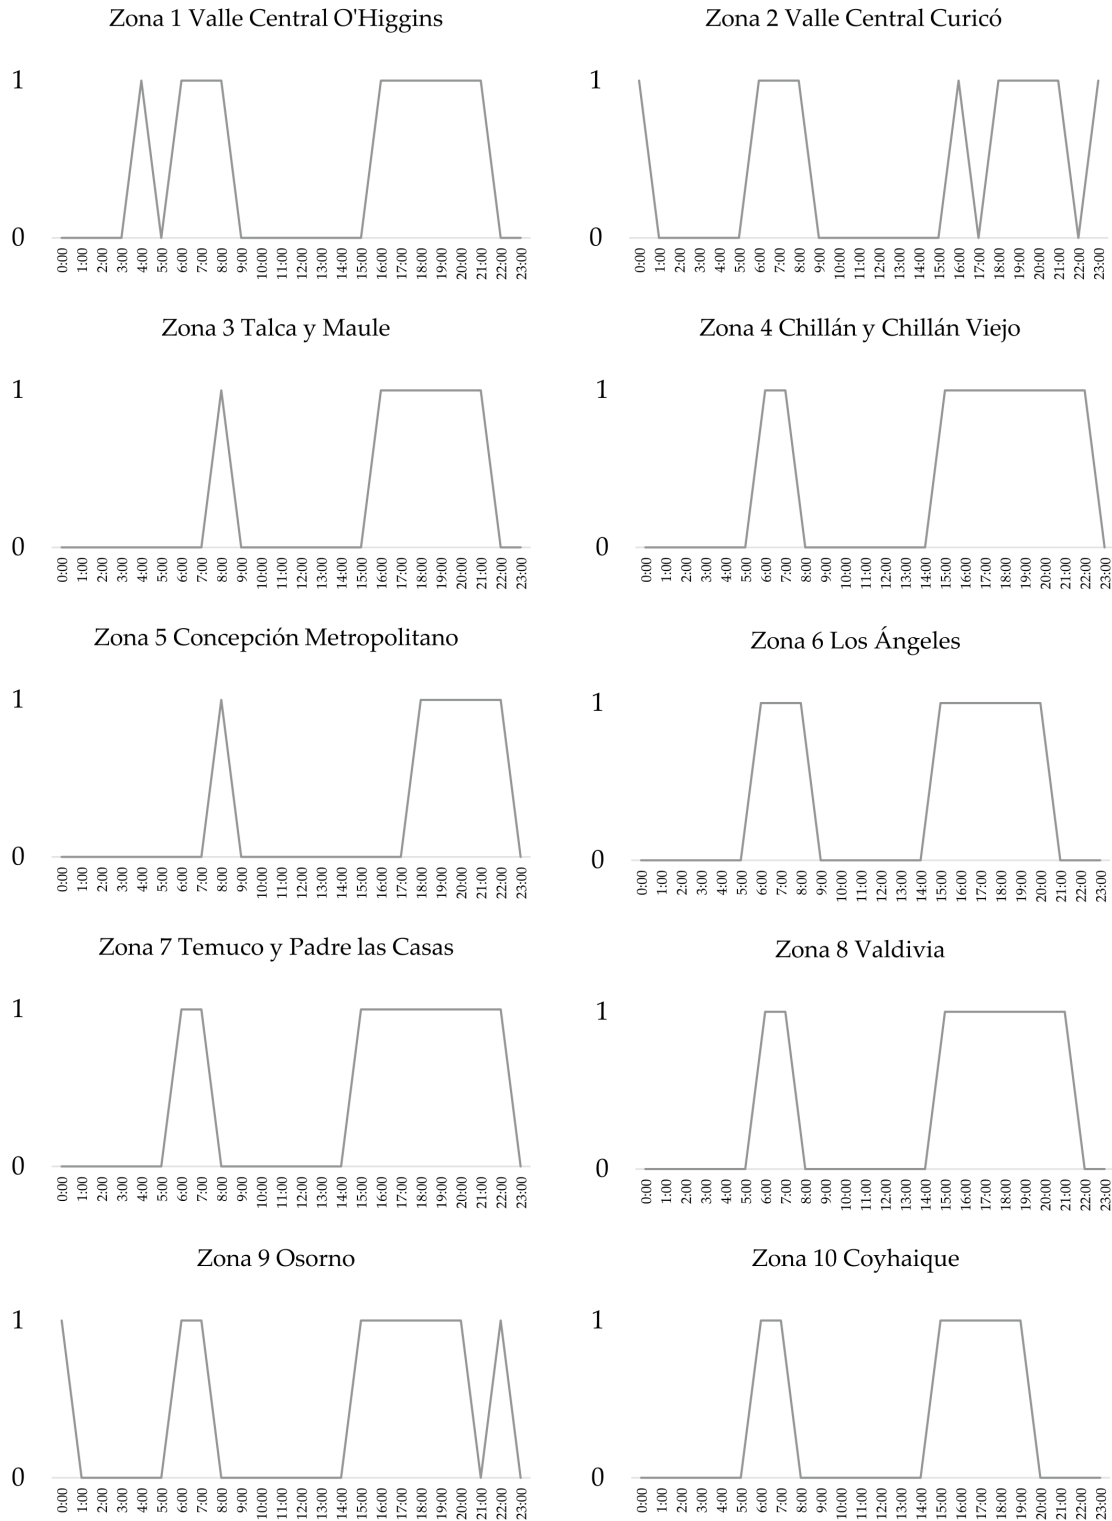 Zona 1 Valle Central O'Higgins
1
0
0:00 1:00 2:00 3:00 4:00 5:00 6:00 7:00 8:00 9:00 10:00 11:00 12:00 13:00 14:00 15:00 16:00 17:00 18:00 19:00 20:00 21:00 22:00 23:00
Zona 2 Valle Central Curicó
1
0
0:00 1:00 2:00 3:00 4:00 5:00 6:00 7:00 8:00 9:00 10:00 11:00 12:00 13:00 14:00 15:00 16:00 17:00 18:00 19:00 20:00 21:00 22:00 23:00
Zona 3 Talca y Maule
1
0
0:00 1:00 2:00 3:00 4:00 5:00 6:00 7:00 8:00 9:00 10:00 11:00 12:00 13:00 14:00 15:00 16:00 17:00 18:00 19:00 20:00 21:00 22:00 23:00
Zona 4 Chillán y Chillán Viejo
1
0
0:00 1:00 2:00 3:00 4:00 5:00 6:00 7:00 8:00 9:00 10:00 11:00 12:00 13:00 14:00 15:00 16:00 17:00 18:00 19:00 20:00 21:00 22:00 23:00
Zona 5 Concepción Metropolitano
1
0
0:00 1:00 2:00 3:00 4:00 5:00 6:00 7:00 8:00 9:00 10:00 11:00 12:00 13:00 14:00 15:00 16:00 17:00 18:00 19:00 20:00 21:00 22:00 23:00
Zona 6 Los Ángeles
1
0
0:00 1:00 2:00 3:00 4:00 5:00 6:00 7:00 8:00 9:00 10:00 11:00 12:00 13:00 14:00 15:00 16:00 17:00 18:00 19:00 20:00 21:00 22:00 23:00
Zona 7 Temuco y Padre las Casas
1
0
0:00 1:00 2:00 3:00 4:00 5:00 6:00 7:00 8:00 9:00 10:00 11:00 12:00 13:00 14:00 15:00 16:00 17:00 18:00 19:00 20:00 21:00 22:00 23:00
Zona 8 Valdivia
1
0
0:00 1:00 2:00 3:00 4:00 5:00 6:00 7:00 8:00 9:00 10:00 11:00 12:00 13:00 14:00 15:00 16:00 17:00 18:00 19:00 20:00 21:00 22:00 23:00
Zona 9 Osorno
1
0
0:00 1:00 2:00 3:00 4:00 5:00 6:00 7:00 8:00 9:00 10:00 11:00 12:00 13:00 14:00 15:00 16:00 17:00 18:00 19:00 20:00 21:00 22:00 23:00
Zona 10 Coyhaique
1
0
0:00 1:00 2:00 3:00 4:00 5:00 6:00 7:00 8:00 9:00 10:00 11:00 12:00 13:00 14:00 15:00 16:00 17:00 18:00 19:00 20:00 21:00 22:00 23:00